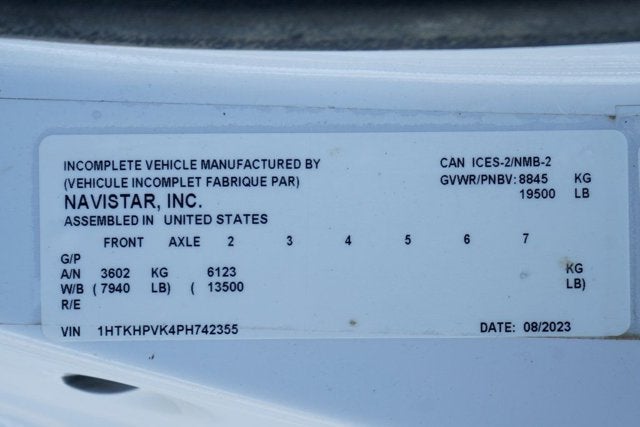 INCOMPLETE VEHICLE MANUFACTURED BY CAN ICES-2/NMB-2
(VEHICULE INCOMPLET FABRIQUE PAR) GVWR/PNBV: 8845 KG
NAVISTAR, INC. 19500 LB
ASSEMBLED IN UNITED STATES
FRONT AXLE 2 3 4 5 6 7
G/P
A/N 3602 KG 6123 KG
W/B ( 7940 LB) ( 13500 LB)
R/E
VIN 1HTKHPVK4PH742355 DATE: 08/2023